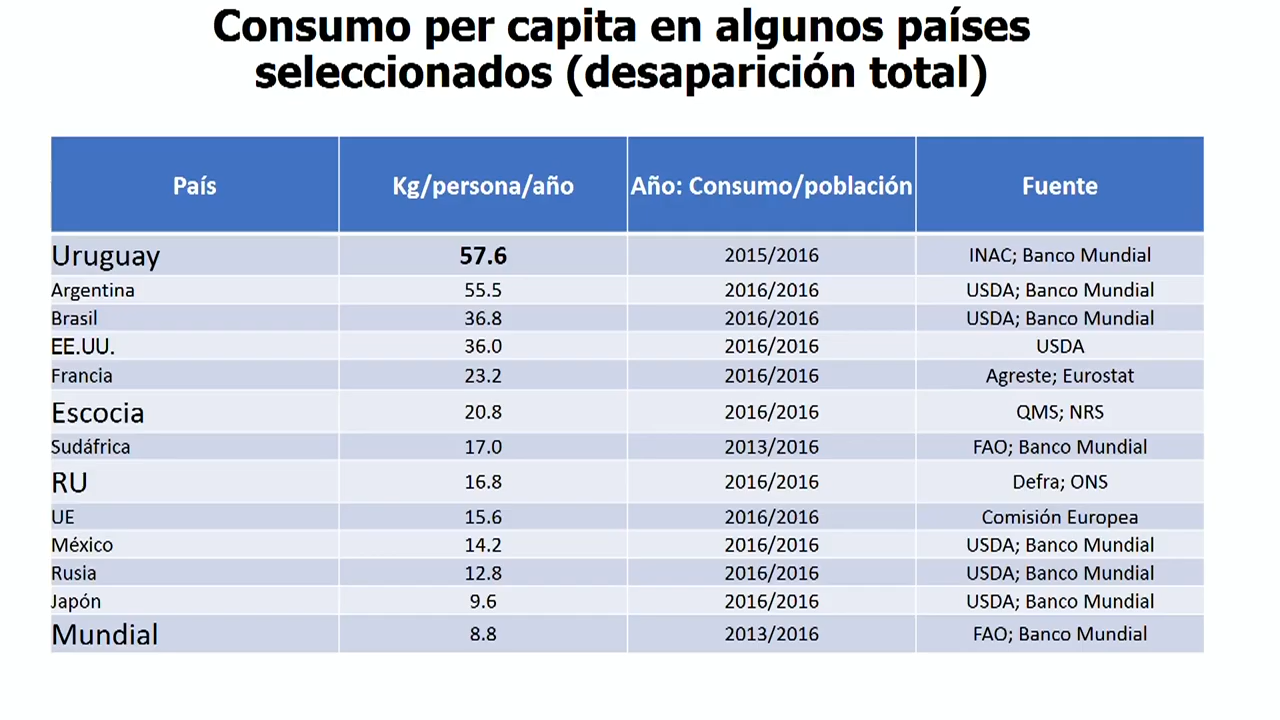 Consumo per capita en algunos países
seleccionados (desaparición total)
País Kg/persona/año Año: Consumo/población Fuente
Uruguay 57.6 2015/2016 INAC; Banco Mundial
Argentina 55.5 2016/2016 USDA; Banco Mundial
Brasil 36.8 2016/2016 USDA; Banco Mundial
EE.UU. 36.0 2016/2016 USDA
Francia 23.2 2016/2016 Agreste; Eurostat
Escocia 20.8 2016/2016 QMS; NRS
Sudáfrica 17.0 2013/2016 FAO; Banco Mundial
RU 16.8 2016/2016 Defra; ONS
UE 15.6 2016/2016 Comisión Europea
México 14.2 2016/2016 USDA; Banco Mundial
Rusia 12.8 2016/2016 USDA; Banco Mundial
Japón 9.6 2016/2016 USDA; Banco Mundial
Mundial 8.8 2013/2016 FAO; Banco Mundial